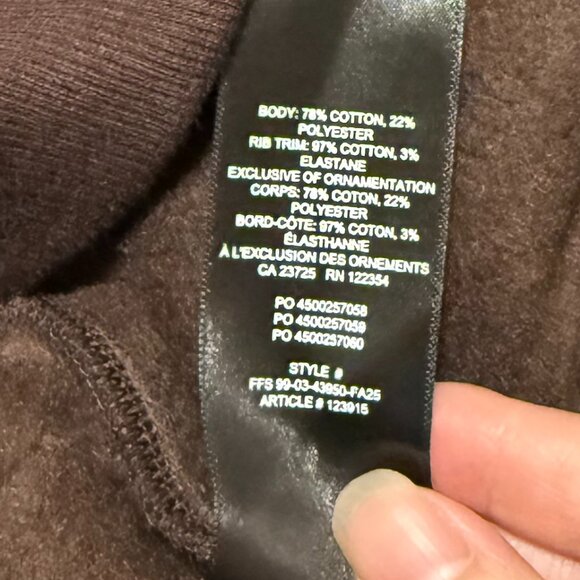 BODY: 78% COTTON, 22%
POLYESTER
RIB TRIM: 97% COTTON, 3%
ELASTANE
EXCLUSIVE OF ORNAMENTATION
CORPS: 78% COTON, 22%
POLYESTER
BORD-CÔTE: 97% COTON, 3%
ÉLASTHANNE
À L'EXCLUSION DES ORNEMENTS
CA 23725 RN 122354
PO 4500257058
PO 4500257059
PO 4500257060
STYLE #
FFS 99-03-43950-FA25
ARTICLE # 123915